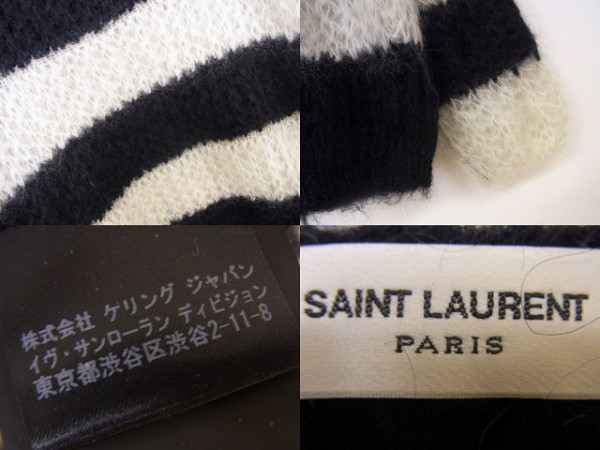 株式会社 ケリング ジャパン
イヴ・サンローラン ディビジョン
東京都渋谷区渋谷2-11-8
SAINT LAURENT
PARIS